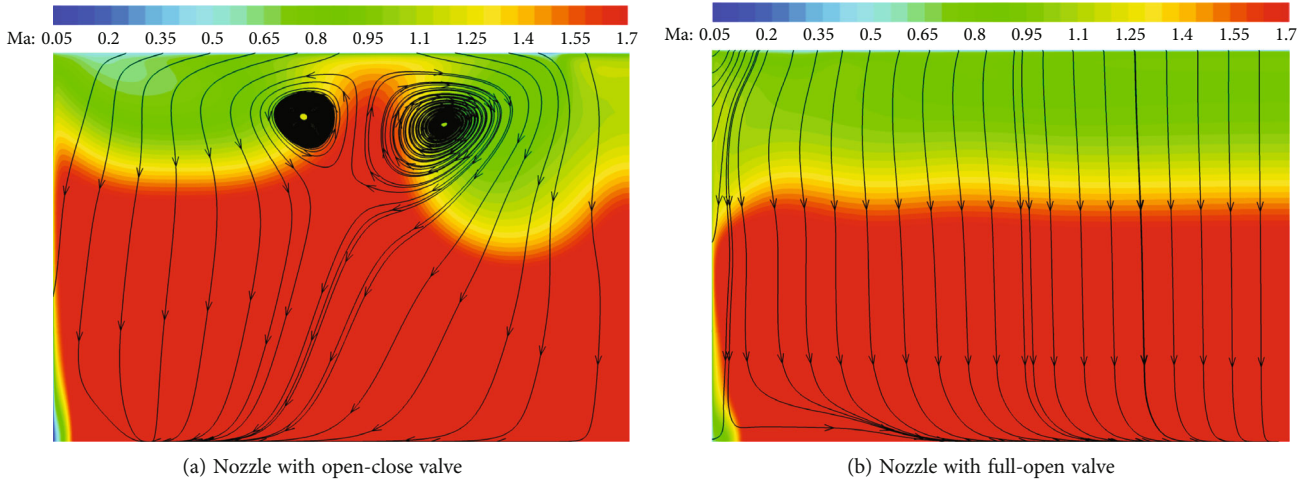 Ma: 0.05 0.2 0.35 0.5 0.65 0.8 0.95 1.1 1.25 1.4 1.55 1.7
Ma: 0.05 0.2 0.35 0.5 0.65 0.8 0.95 1.1 1.25 1.4 1.55 1.7
(a) Nozzle with open-close valve
(b) Nozzle with full-open valve